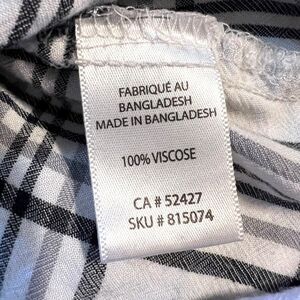 FABRIQUÉ AU
BANGLADESH
MADE IN BANGLADESH
100% VISCOSE
CA # 52427
SKU # 815074